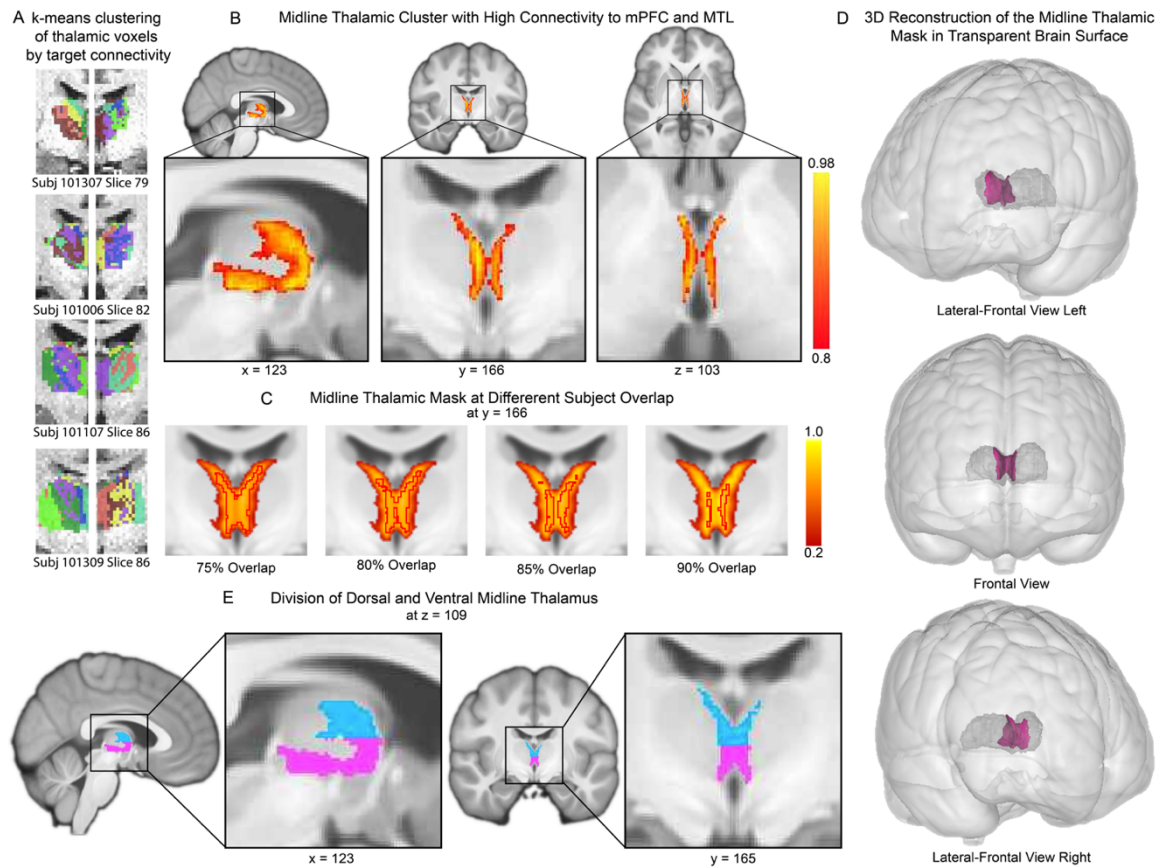 A
k-means clustering
of thalamic voxels
by target connectivity
Subj 101307 Slice 79
Subj 101006 Slice 82
Subj 101107 Slice 86
Subj 101309 Slice 86
B
Midline Thalamic Cluster with High Connectivity to mPFC and MTL
x = 123
y = 166
z = 103
0.98
0.8
C
Midline Thalamic Mask at Differerent Subject Overlap
at y = 166
75% Overlap
80% Overlap
85% Overlap
90% Overlap
1.0
0.2
D
3D Reconstruction of the Midline Thalamic
Mask in Transparent Brain Surface
Lateral-Frontal View Left
Frontal View
Lateral-Frontal View Right
E
Division of Dorsal and Ventral Midline Thalamus
at z = 109
x = 123
y = 165